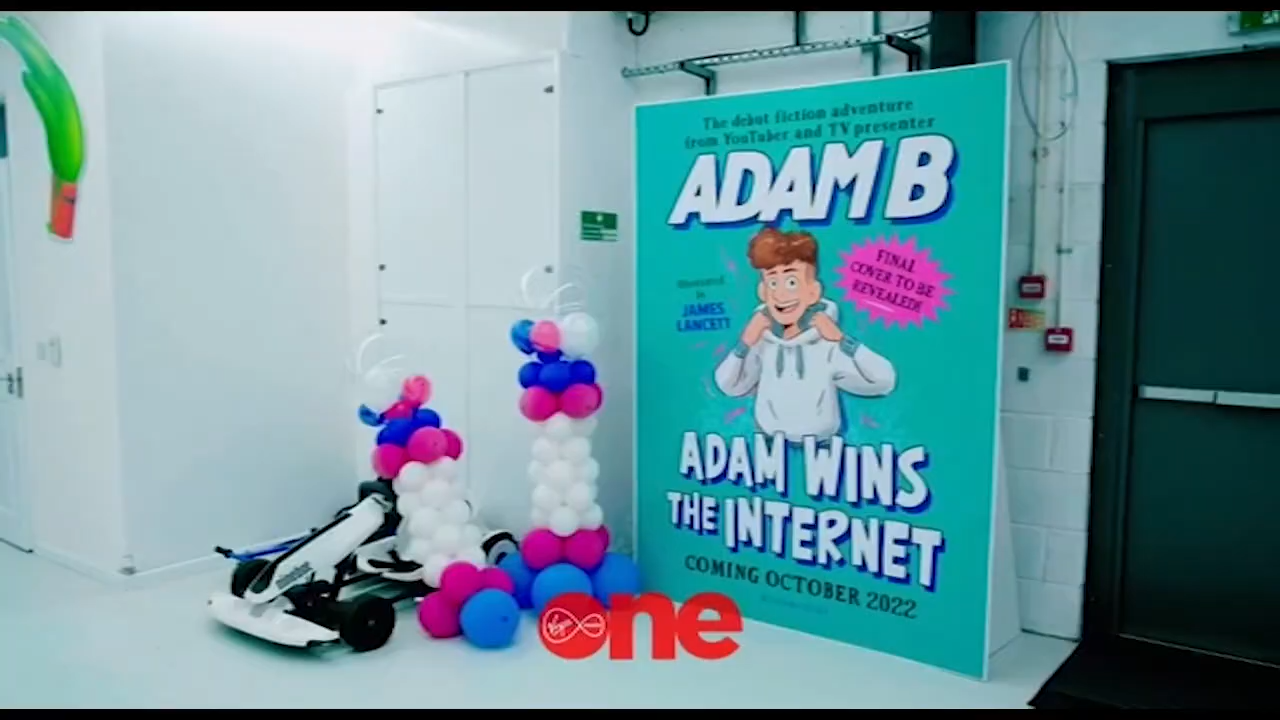 The debut fiction adventure
from YouTuber and TV presenter
ADAM B
FINAL
COVER TO BE
REVEALED!
Illustrated
by
JAMES
LANCETT
ADAM WINS
THE INTERNET
COMING OCTOBER 2022
Virgin
one